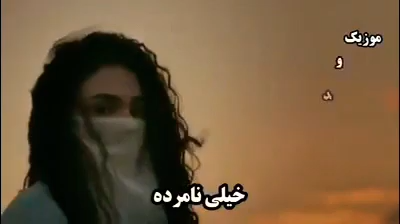 موزیک
و
د
خیلی نامرده